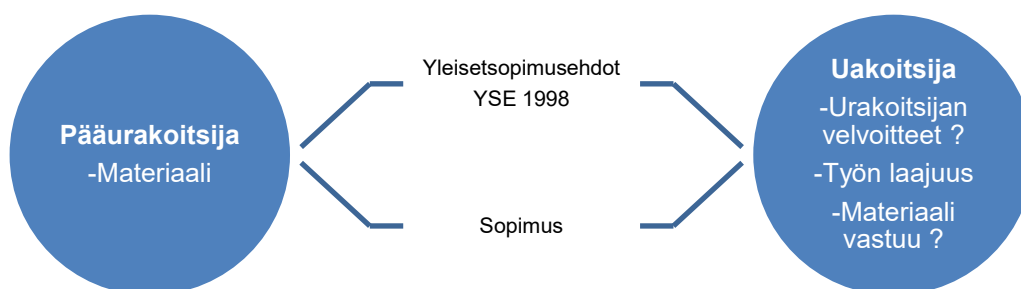 Pääurakoitsija
-Materiaali
Yleisetsopimusehdot
YSE 1998
Sopimus
Uakoitsija
-Urakoitsijan
velvoitteet ?
-Työn laajuus
-Materiaali
vastuu ?